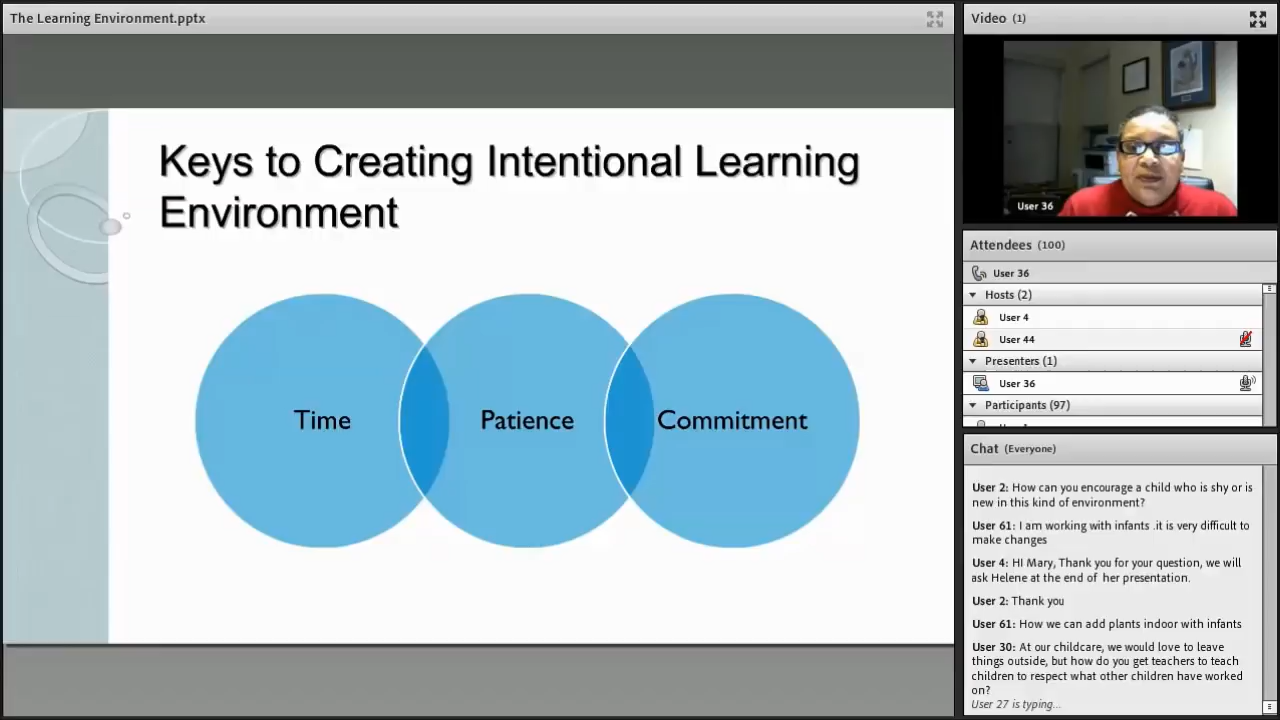 The Learning Environment.pptx
Keys to Creating Intentional Learning
Environment
Time
Patience
Commitment
Video (1)
User 36
Attendees (100)
User 36
Hosts (2)
User 4
User 44
Presenters (1)
User 36
Participants (97)
Chat (Everyone)
User 2: How can you encourage a child who is shy or is
new in this kind of environment?
User 61: I am working with infants .it is very difficult to
make changes
User 4: HI Mary, Thank you for your question, we will
ask Helene at the end of her presentation.
User 2: Thank you
User 61: How we can add plants indoor with infants
User 30: At our childcare, we would love to leave
things outside, but how do you get teachers to teach
children to respect what other children have worked
on?
User 27 is typing...